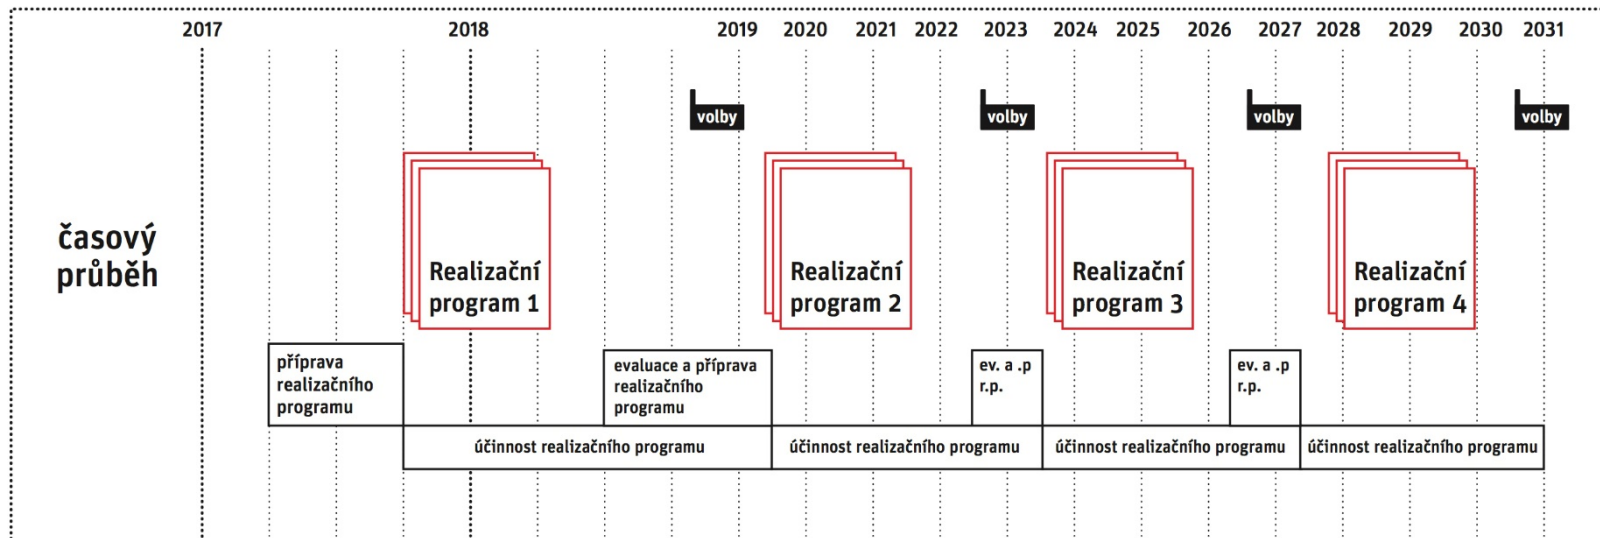 2017 2018 2019 2020 2021 2022 2023 2024 2025 2026 2027 2028 2029 2030 2031
volby volby volby volby
časový
průběh
Realizační
program 1
Realizační
program 2
Realizační
program 3
Realizační
program 4
příprava
realizačního
programu
evaluace a příprava
realizačního
programu
ev. a .p
r.p.
ev. a .p
r.p.
účinnost realizačního programu účinnost realizačního programu účinnost realizačního programu účinnost realizačního programu